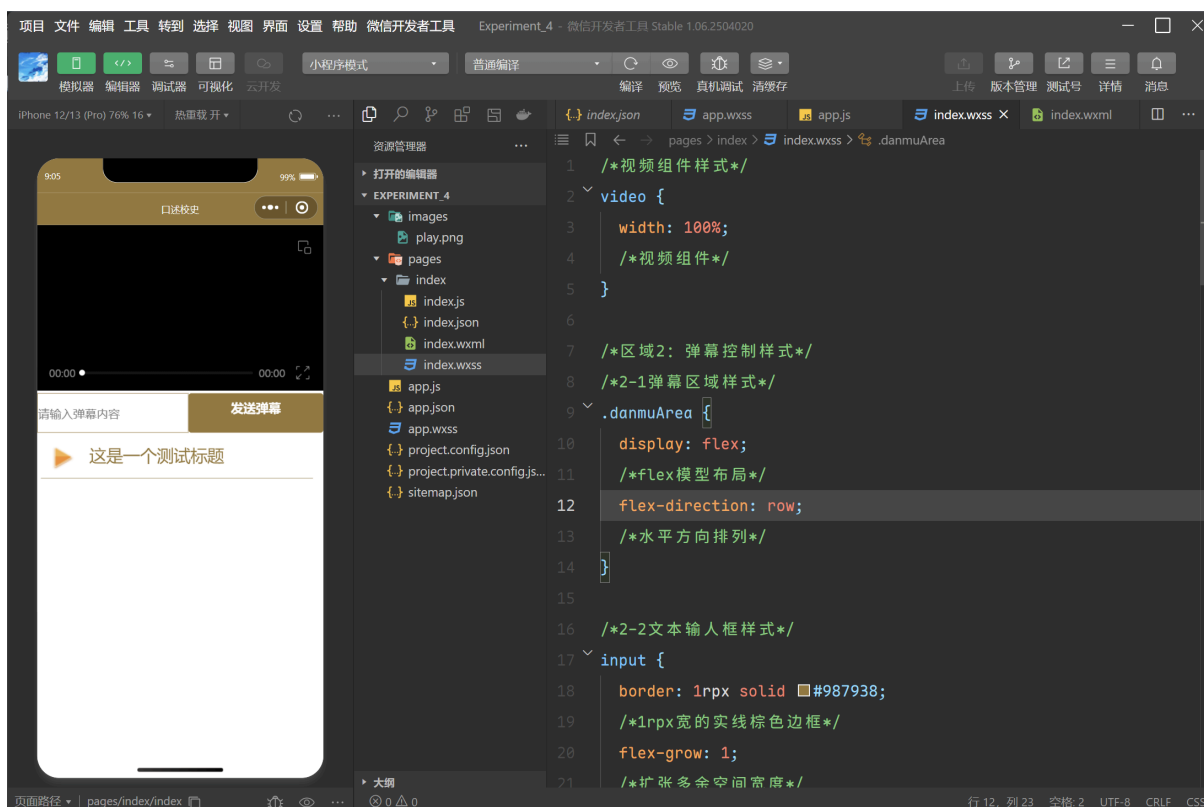 项目 文件 编辑 工具 转到 选择 视图 界面 设置 帮助 微信开发者工具 Experiment_4 - 微信开发者工具 Stable 1.06.2504020
小程序模式 普通编译
模拟器 编辑器 调试器 可视化 云开发 编译 预览 真机调试 清缓存 上传 版本管理 测试号 详情 消息
iPhone 12/13 (Pro) 76% 16 热重载 开
9:05 99%
口述校史
00:00 00:00
请输入弹幕内容 发送弹幕
这是一个测试标题
页面路径 pages/index/index
资源管理器
打开的编辑器
EXPERIMENT_4
images
play.png
pages
index
index.js
index.json
index.wxml
index.wxss
app.js
app.json
app.wxss
project.config.json
project.private.config.js...
sitemap.json
大纲
0 0
index.json app.wxss app.js index.wxss index.wxml
pages > index > index.wxss > .danmuArea
1 /*视频组件样式*/
2 video {
3 width: 100%;
4 /*视频组件*/
5 }
6
7 /*区域2: 弹幕控制样式*/
8 /*2-1弹幕区域样式*/
9 .danmuArea {
10 display: flex;
11 /*flex模型布局*/
12 flex-direction: row;
13 /*水平方向排列*/
14 }
15
16 /*2-2文本输人框样式*/
17 input {
18 border: 1rpx solid #987938;
19 /*1rpx宽的实线棕色边框*/
20 flex-grow: 1;
21 /*扩张多余空间宽度*/
行 12，列 23 空格: 2 UTF-8 CRLF CSS